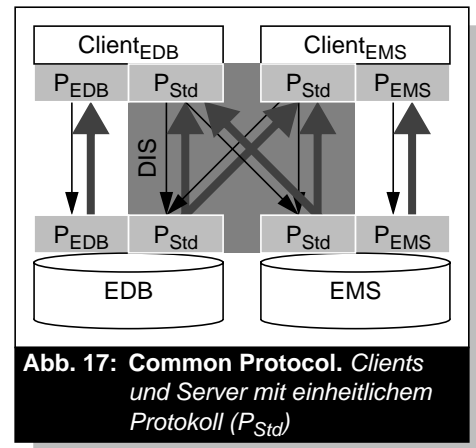 Client_EDB Client_EMS
P_EDB P_Std P_Std P_EMS
DIS
P_EDB P_Std P_Std P_EMS
EDB EMS
Abb. 17: Common Protocol. Clients
und Server mit einheitlichem
Protokoll (P_Std)